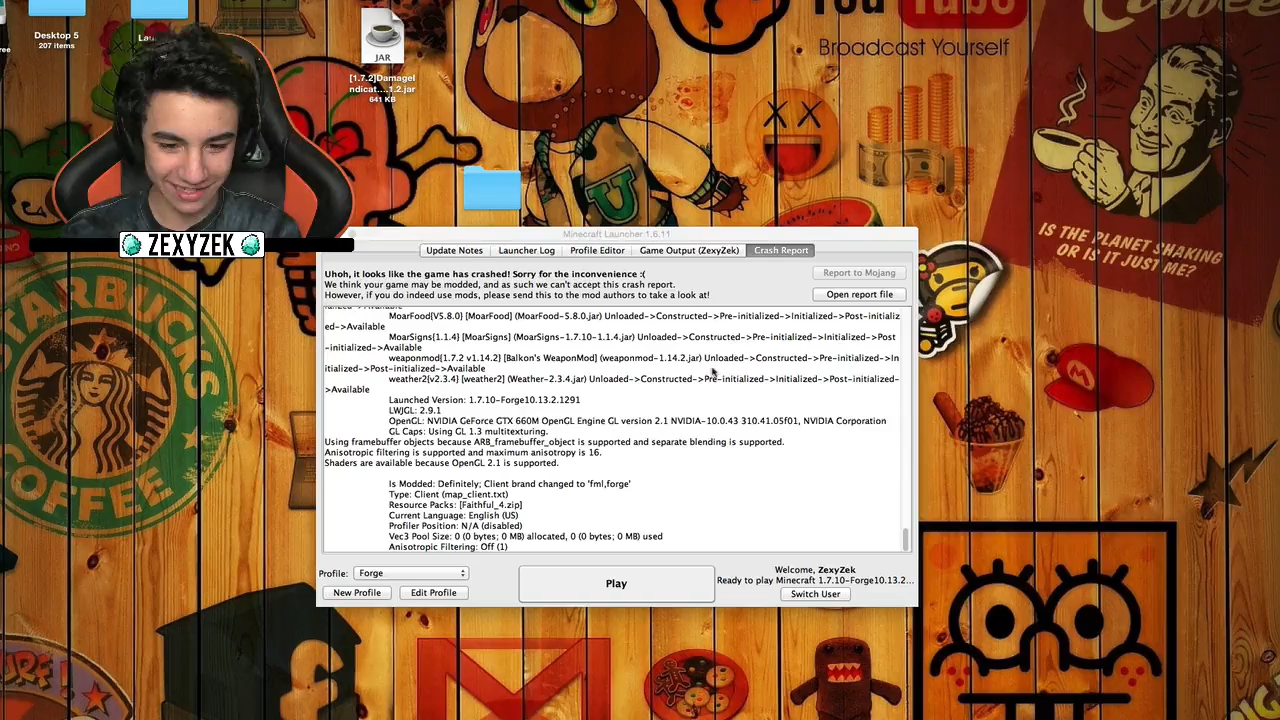 You Tube
Coffee
Desktop 5
207 items
Broadcast Yourself
JAR
[1.7.2]DamageI
ndicat....1.2.jar
641 KB
IS THE PLANET SHAKING
OR IS IT JUST ME?
U
ZEXYZEK
STARBUCKS
COFFEE
Minecraft Launcher 1.6.11
Update Notes
Launcher Log
Profile Editor
Game Output (ZexyZek)
Crash Report
Uhoh, it looks like the game has crashed! Sorry for the inconvenience :(
We think your game may be modded, and as such we can't accept this crash report.
However, if you do indeed use mods, please send this to the mod authors to take a look at!
Report to Mojang
Open report file
MoarFood{V5.8.0} [MoarFood] (MoarFood-5.8.0.jar) Unloaded->Constructed->Pre-initialized->Initialized->Post-initializ
ed->Available
MoarSigns{1.1.4} [MoarSigns] (MoarSigns-1.7.10-1.1.4.jar) Unloaded->Constructed->Pre-initialized->Initialized->Post
-initialized->Available
weaponmod{1.7.2 v1.14.2} [Balkon's WeaponMod] (weaponmod-1.14.2.jar) Unloaded->Constructed->Pre-initialized->In
itialized->Post-initialized->Available
weather2{v2.3.4} [weather2] (Weather-2.3.4.jar) Unloaded->Constructed->Pre-initialized->Initialized->Post-initialized-
>Available
Launched Version: 1.7.10-Forge10.13.2.1291
LWJGL: 2.9.1
OpenGL: NVIDIA GeForce GTX 660M OpenGL Engine GL version 2.1 NVIDIA-10.0.43 310.41.05f01, NVIDIA Corporation
GL Caps: Using GL 1.3 multitexturing.
Using framebuffer objects because ARB_framebuffer_object is supported and separate blending is supported.
Anisotropic filtering is supported and maximum anisotropy is 16.
Shaders are available because OpenGL 2.1 is supported.
Is Modded: Definitely; Client brand changed to 'fml,forge'
Type: Client (map_client.txt)
Resource Packs: [Faithful_4.zip]
Current Language: English (US)
Profiler Position: N/A (disabled)
Vec3 Pool Size: 0 (0 bytes; 0 MB) allocated, 0 (0 bytes; 0 MB) used
Anisotropic Filtering: Off (1)
Profile:
Forge
New Profile
Edit Profile
Play
Welcome, ZexyZek
Ready to play Minecraft 1.7.10-Forge10.13.2...
Switch User